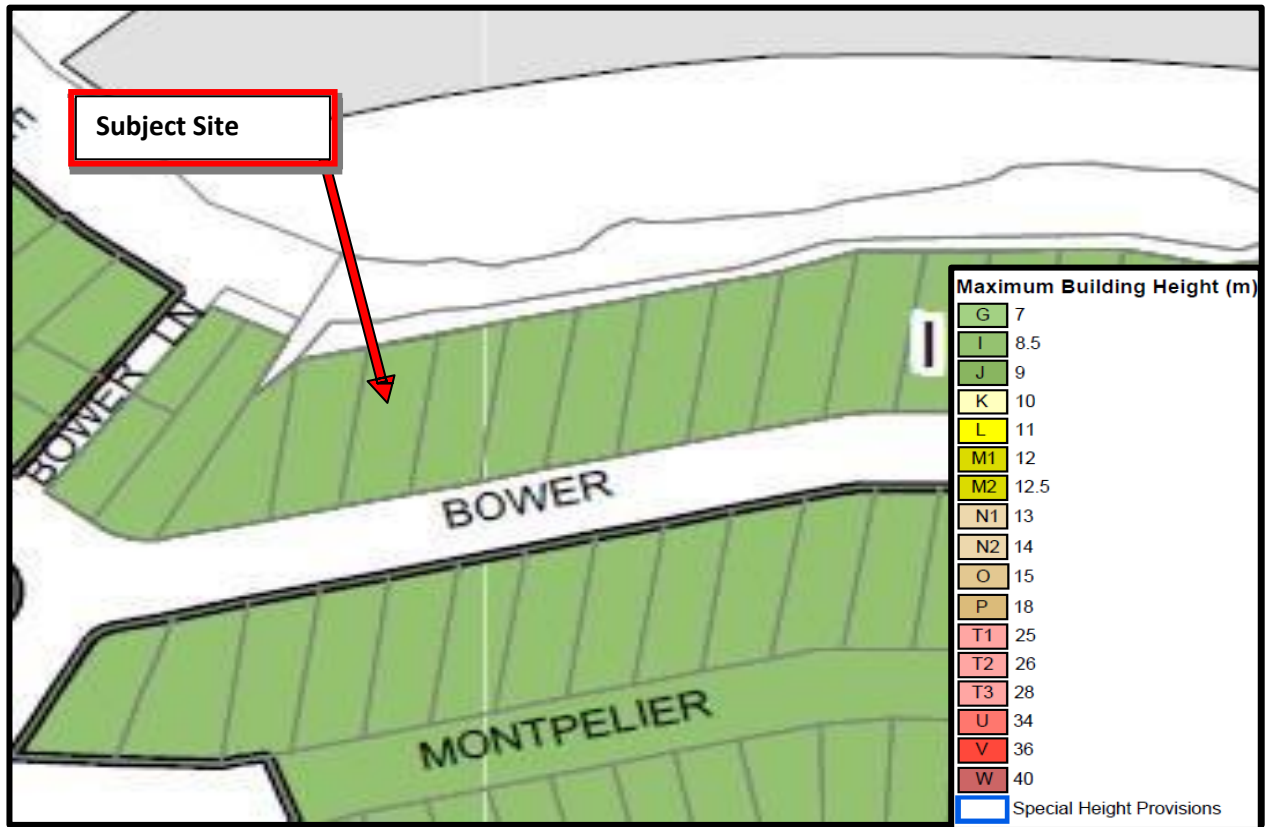 E
Subject Site
BOWER LN
I
BOWER
MONTPELIER
Maximum Building Height (m)
G 7
I 8.5
J 9
K 10
L 11
M1 12
M2 12.5
N1 13
N2 14
O 15
P 18
T1 25
T2 26
T3 28
U 34
V 36
W 40
Special Height Provisions